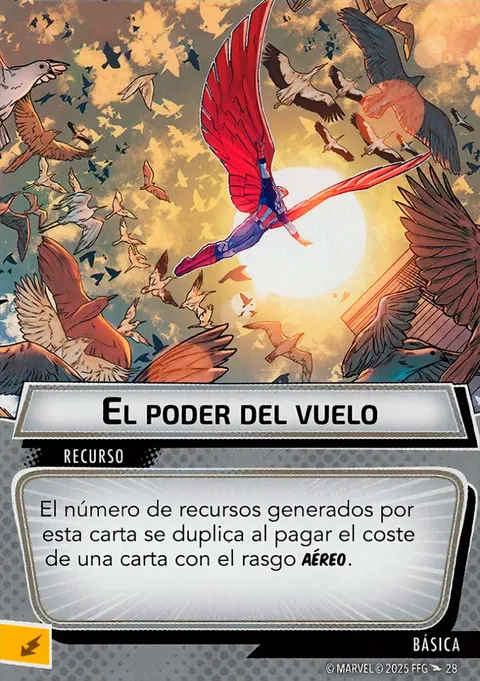 El poder del vuelo
RECURSO
El número de recursos generados por
esta carta se duplica al pagar el coste
de una carta con el rasgo AÉREO.
BÁSICA
© MARVEL © 2025 FFG 28